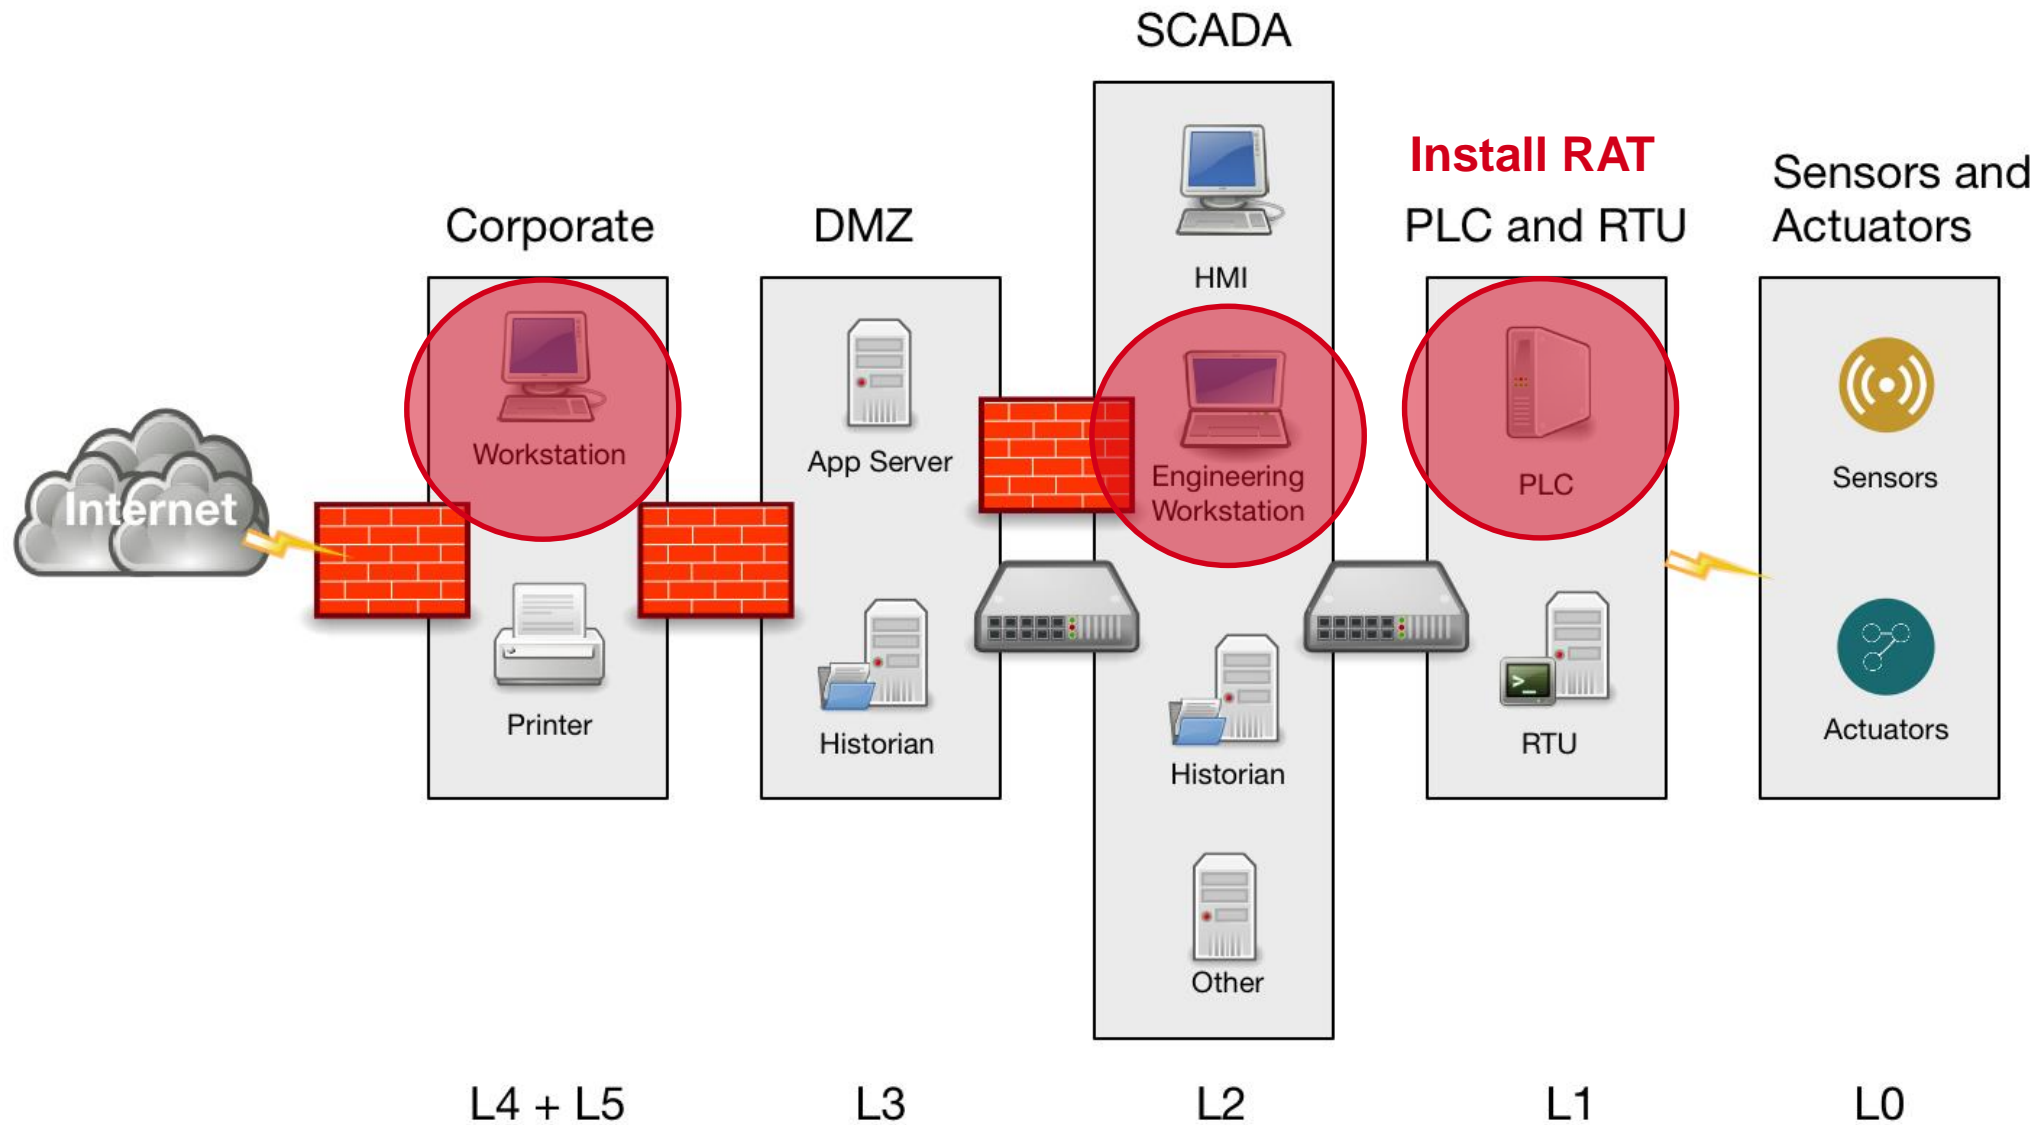 SCADA
Install RAT
Corporate
DMZ
PLC and RTU
Sensors and
Actuators
Internet
Workstation
Printer
App Server
Historian
HMI
Engineering
Workstation
Historian
Other
PLC
RTU
Sensors
Actuators
L4 + L5
L3
L2
L1
L0